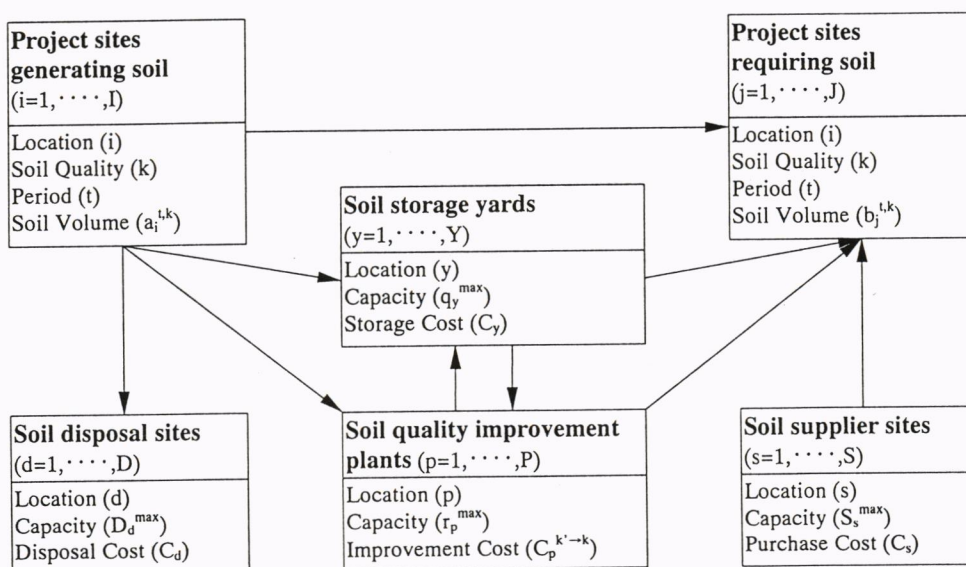 Project sites
generating soil
(i=1,‥‥,I)
Location (i)
Soil Quality (k)
Period (t)
Soil Volume (aᵢᵗ,ᵏ)
Project sites
requiring soil
(j=1,‥‥,J)
Location (i)
Soil Quality (k)
Period (t)
Soil Volume (bⱼᵗ,ᵏ)
Soil storage yards
(y=1,‥‥,Y)
Location (y)
Capacity (q_y^max)
Storage Cost (C_y)
Soil disposal sites
(d=1,‥‥,D)
Location (d)
Capacity (D_d^max)
Disposal Cost (C_d)
Soil quality improvement
plants (p=1,‥‥,P)
Location (p)
Capacity (r_p^max)
Improvement Cost (C_p^k'→k)
Soil supplier sites
(s=1,‥‥,S)
Location (s)
Capacity (S_s^max)
Purchase Cost (C_s)